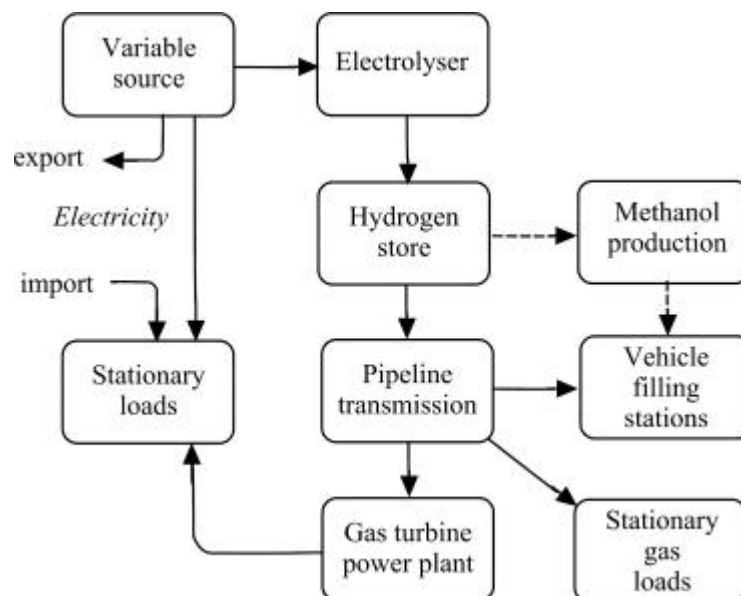 Variable
source
Electrolyser
export
Electricity
Hydrogen
store
Methanol
production
import
Stationary
loads
Pipeline
transmission
Vehicle
filling
stations
Gas turbine
power plant
Stationary
gas
loads